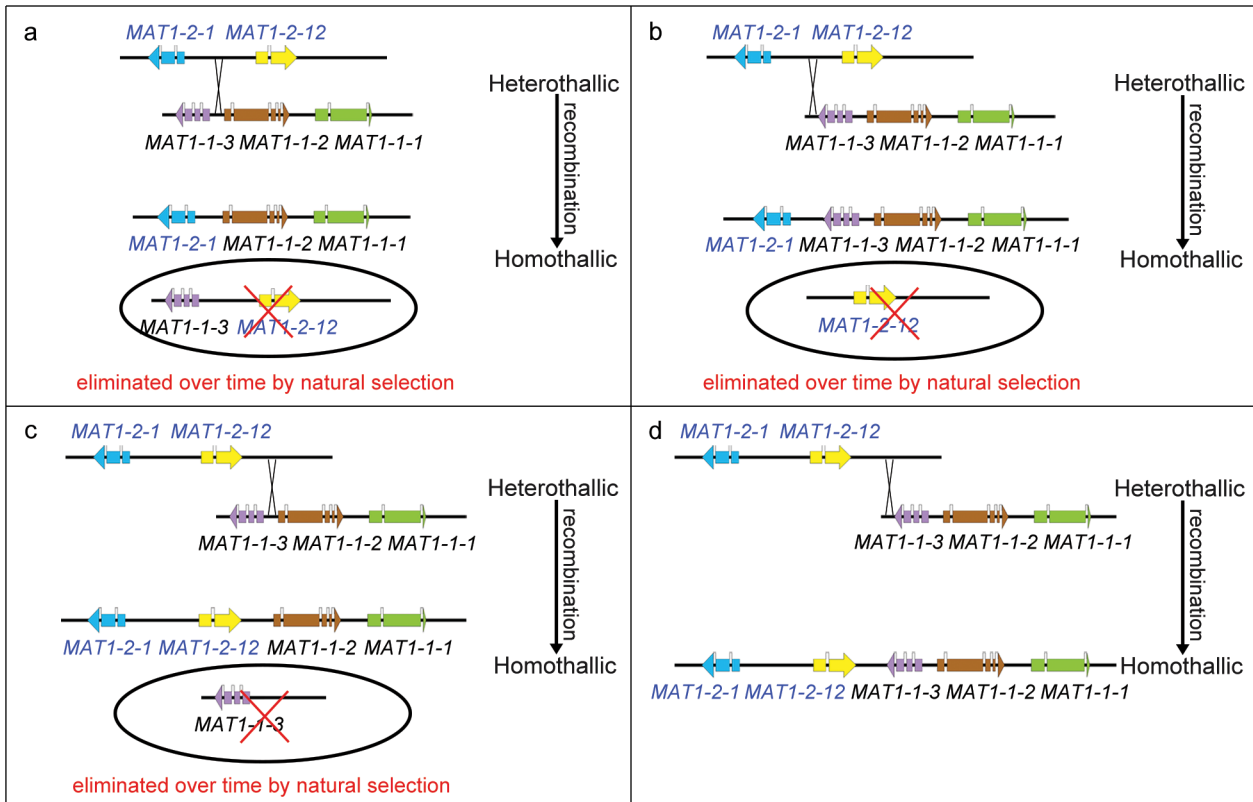 a
MAT1-2-1 MAT1-2-12
Heterothallic
recombination
MAT1-1-3 MAT1-1-2 MAT1-1-1
MAT1-2-1 MAT1-1-2 MAT1-1-1
Homothallic
MAT1-1-3 MAT1-2-12
eliminated over time by natural selection
b
MAT1-2-1 MAT1-2-12
Heterothallic
recombination
MAT1-1-3 MAT1-1-2 MAT1-1-1
MAT1-2-1 MAT1-1-3 MAT1-1-2 MAT1-1-1
Homothallic
MAT1-2-12
eliminated over time by natural selection
c
MAT1-2-1 MAT1-2-12
Heterothallic
recombination
MAT1-1-3 MAT1-1-2 MAT1-1-1
MAT1-2-1 MAT1-2-12 MAT1-1-2 MAT1-1-1
Homothallic
MAT1-1-3
eliminated over time by natural selection
d
MAT1-2-1 MAT1-2-12
Heterothallic
recombination
MAT1-1-3 MAT1-1-2 MAT1-1-1
Homothallic
MAT1-2-1 MAT1-2-12 MAT1-1-3 MAT1-1-2 MAT1-1-1